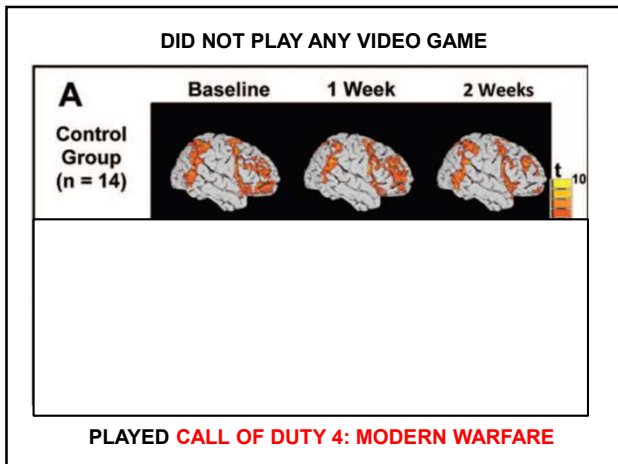 DID NOT PLAY ANY VIDEO GAME
A Baseline 1 Week 2 Weeks
Control
Group
(n = 14)
t 10
PLAYED CALL OF DUTY 4: MODERN WARFARE